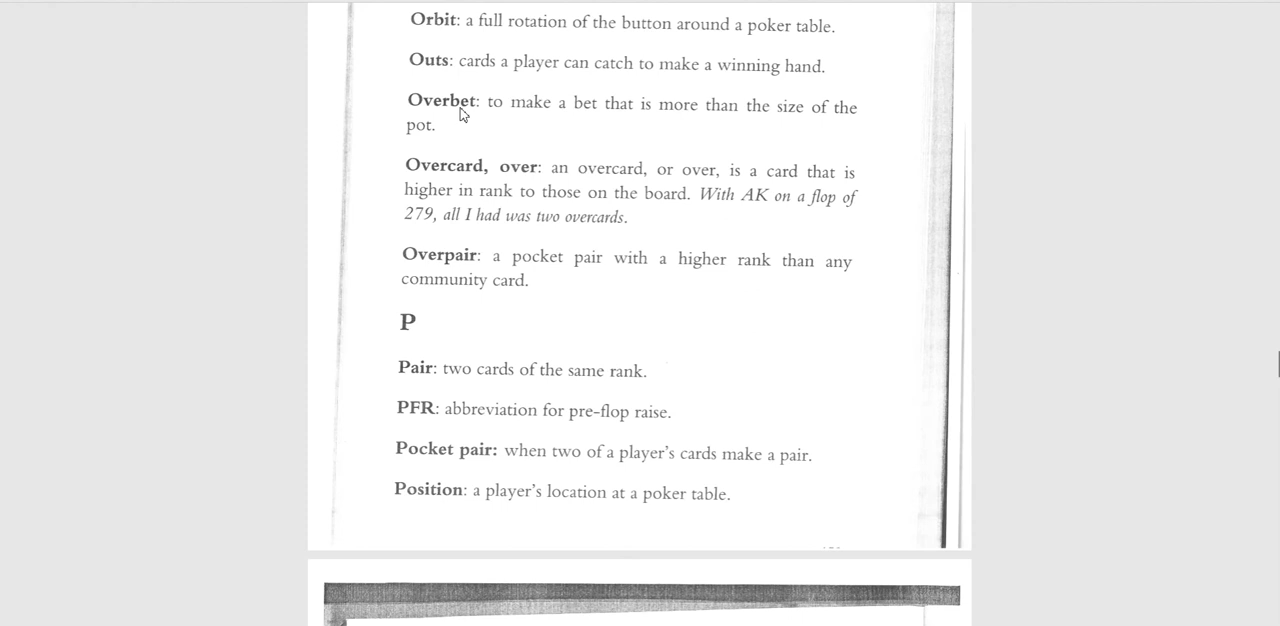 Orbit: a full rotation of the button around a poker table.
Outs: cards a player can catch to make a winning hand.
Overbet: to make a bet that is more than the size of the
pot.
Overcard, over: an overcard, or over, is a card that is
higher in rank to those on the board. With AK on a flop of
279, all I had was two overcards.
Overpair: a pocket pair with a higher rank than any
community card.
P
Pair: two cards of the same rank.
PFR: abbreviation for pre-flop raise.
Pocket pair: when two of a player's cards make a pair.
Position: a player's location at a poker table.